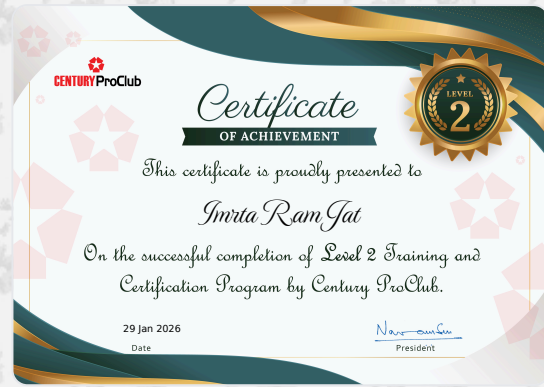 CENTURY ProClub
Certificate
OF ACHIEVEMENT
LEVEL
2
This certificate is proudly presented to
Imrta Ram Jat
On the successful completion of Level 2 Training and
Certification Program by Century ProClub.
29 Jan 2026
Date
President